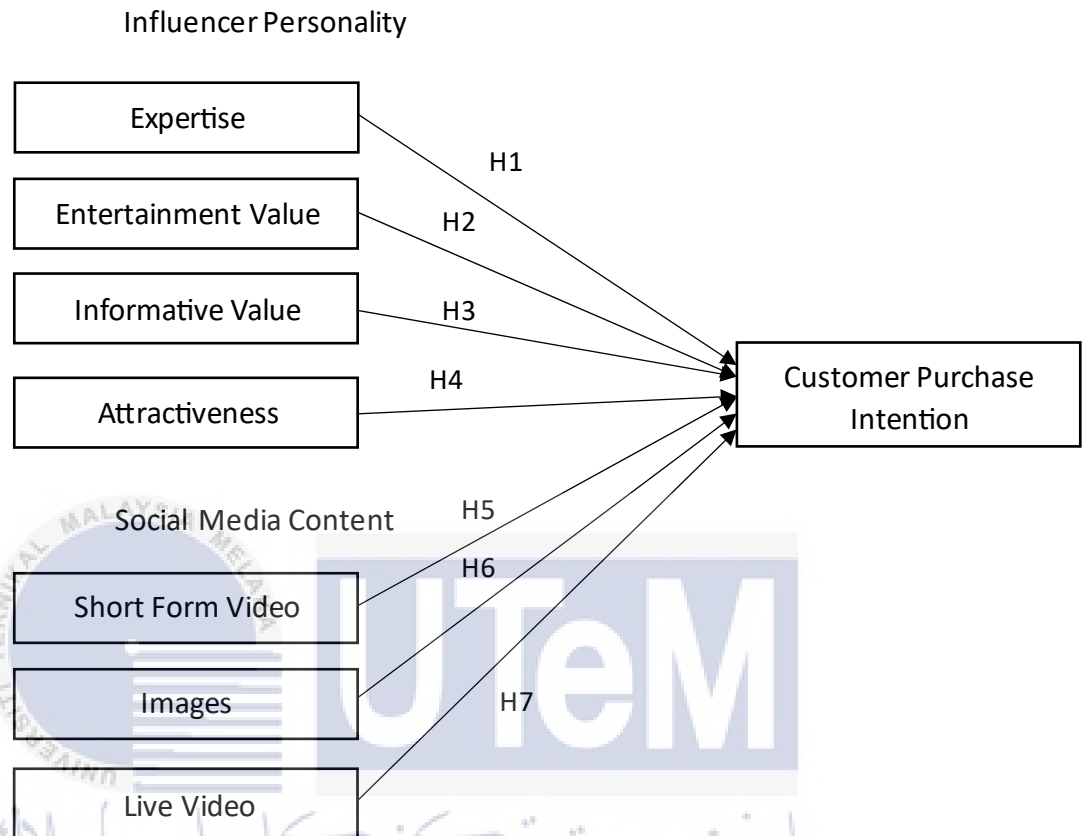 Influencer Personality
Expertise
H1
Entertainment Value
H2
Informative Value
H3
Attractiveness
H4
Customer Purchase
Intention
Social Media Content
H5
Short Form Video
H6
Images
H7
Live Video
UTeM